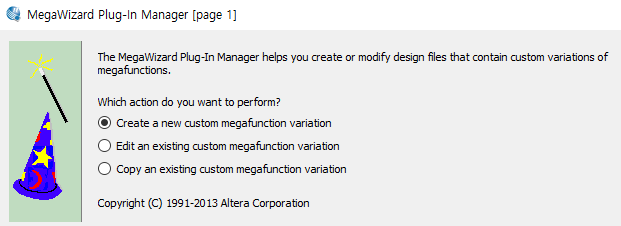 MegaWizard Plug-In Manager [page 1]
The MegaWizard Plug-In Manager helps you create or modify design files that contain custom variations of
megafunctions.
Which action do you want to perform?
Create a new custom megafunction variation
Edit an existing custom megafunction variation
Copy an existing custom megafunction variation
Copyright (C) 1991-2013 Altera Corporation